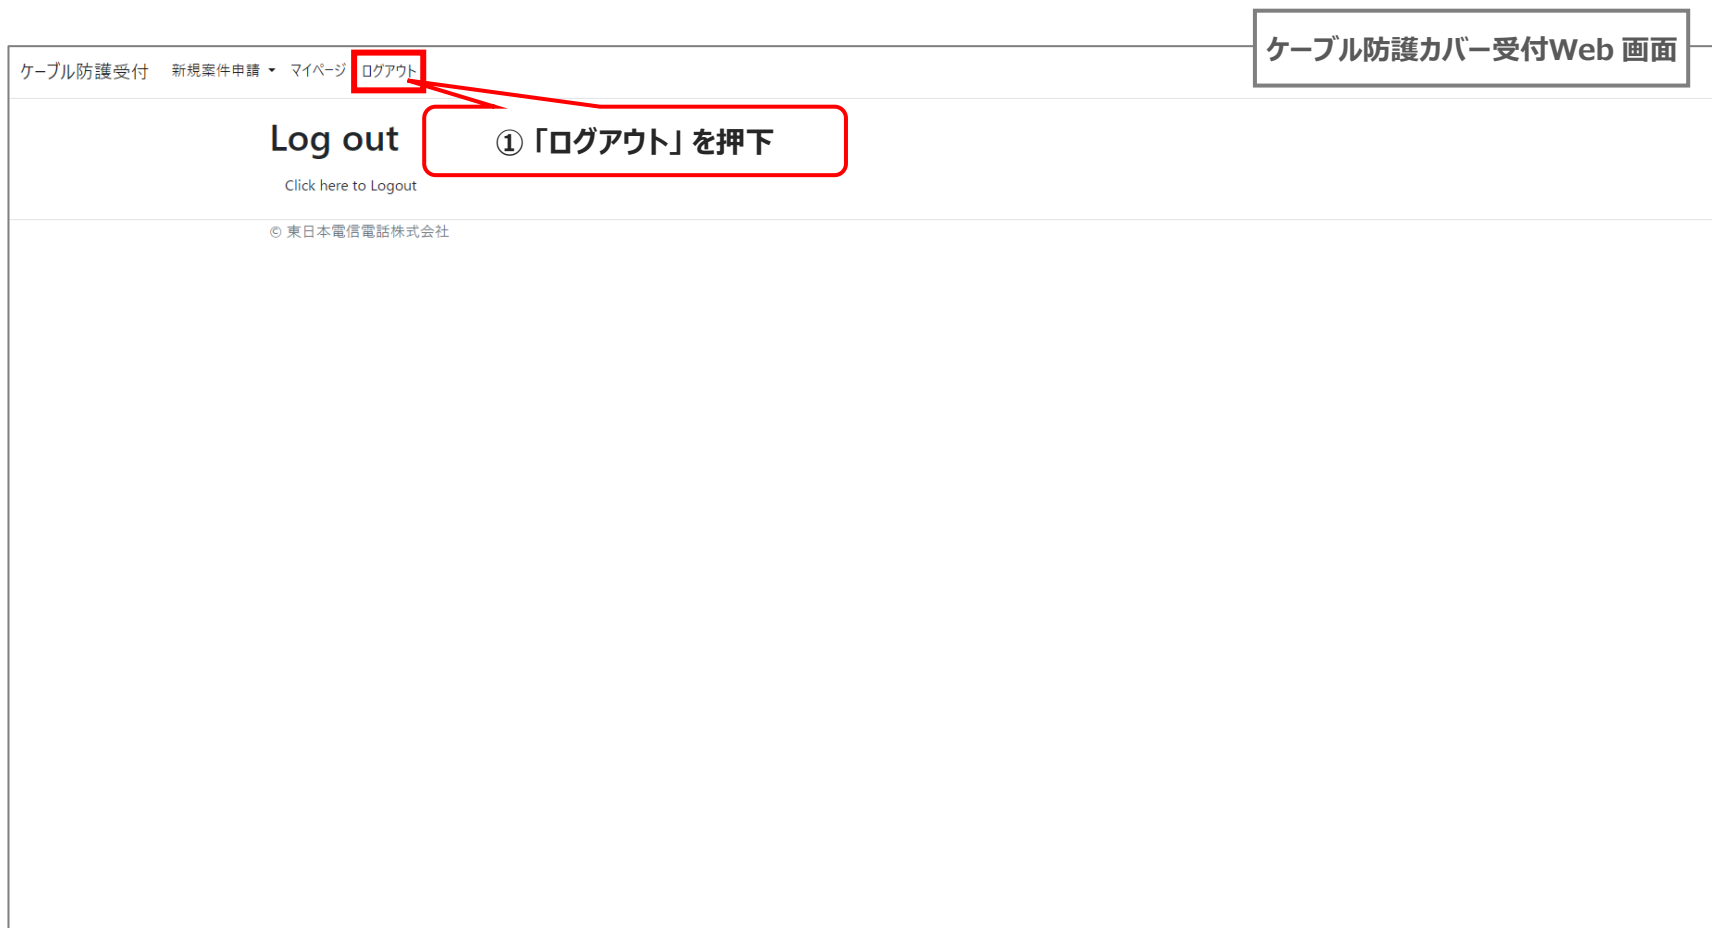 ケーブル防護カバー受付Web 画面
ケーブル防護受付 新規案件申請 マイページ ログアウト
Log out
①「ログアウト」を押下
Click here to Logout
© 東日本電信電話株式会社